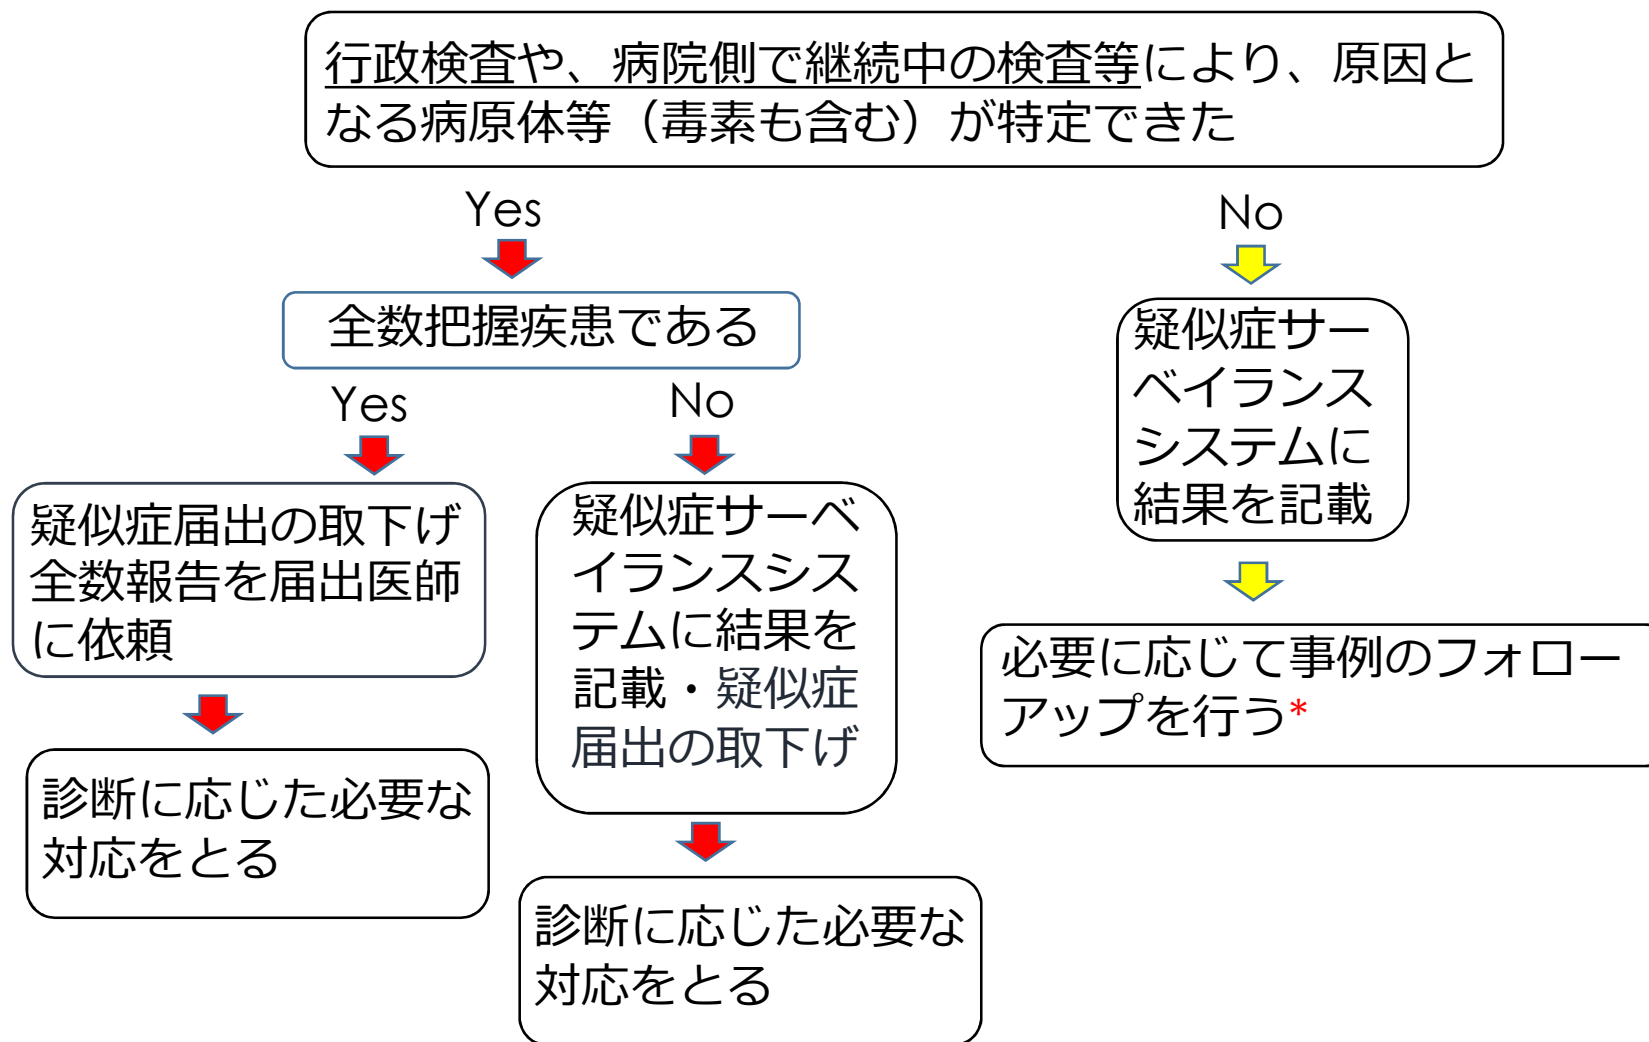 行政検査や、病院側で継続中の検査等により、原因と
なる病原体等（毒素も含む）が特定できた
Yes
No
全数把握疾患である
Yes
No
疑似症サー
ベイランス
システムに
結果を記載
疑似症届出の取下げ
全数報告を届出医師
に依頼
疑似症サーベ
イランスシス
テムに結果を
記載・疑似症
届出の取下げ
必要に応じて事例のフォロー
アップを行う*
診断に応じた必要な
対応をとる
診断に応じた必要な
対応をとる